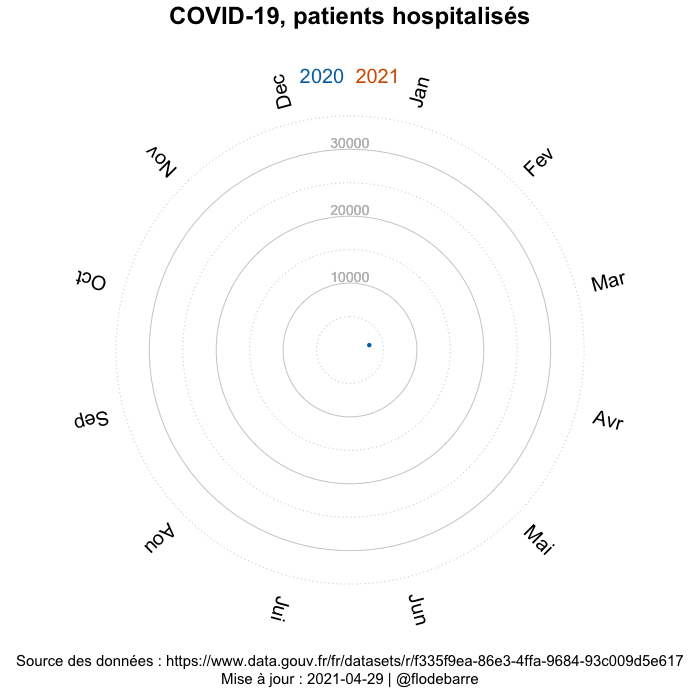 COVID-19, patients hospitalisés
2020 2021
Jan
Fev
Mar
Avr
Mai
Jun
Jui
Aou
Sep
Oct
Nov
Dec
30000
20000
10000
Source des données : https://www.data.gouv.fr/fr/datasets/r/f335f9ea-86e3-4ffa-9684-93c009d5e617
Mise à jour : 2021-04-29 | @flodebarre